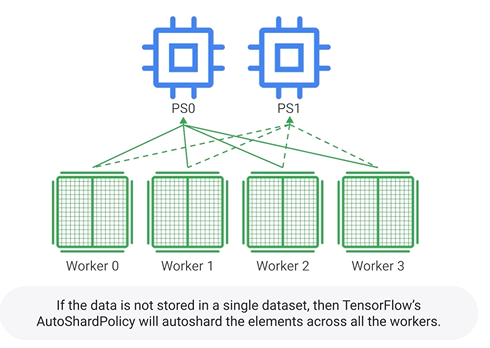 PS0
PS1
Worker 0
Worker 1
Worker 2
Worker 3
If the data is not stored in a single dataset, then TensorFlow's
AutoShardPolicy will autoshard the elements across all the workers.